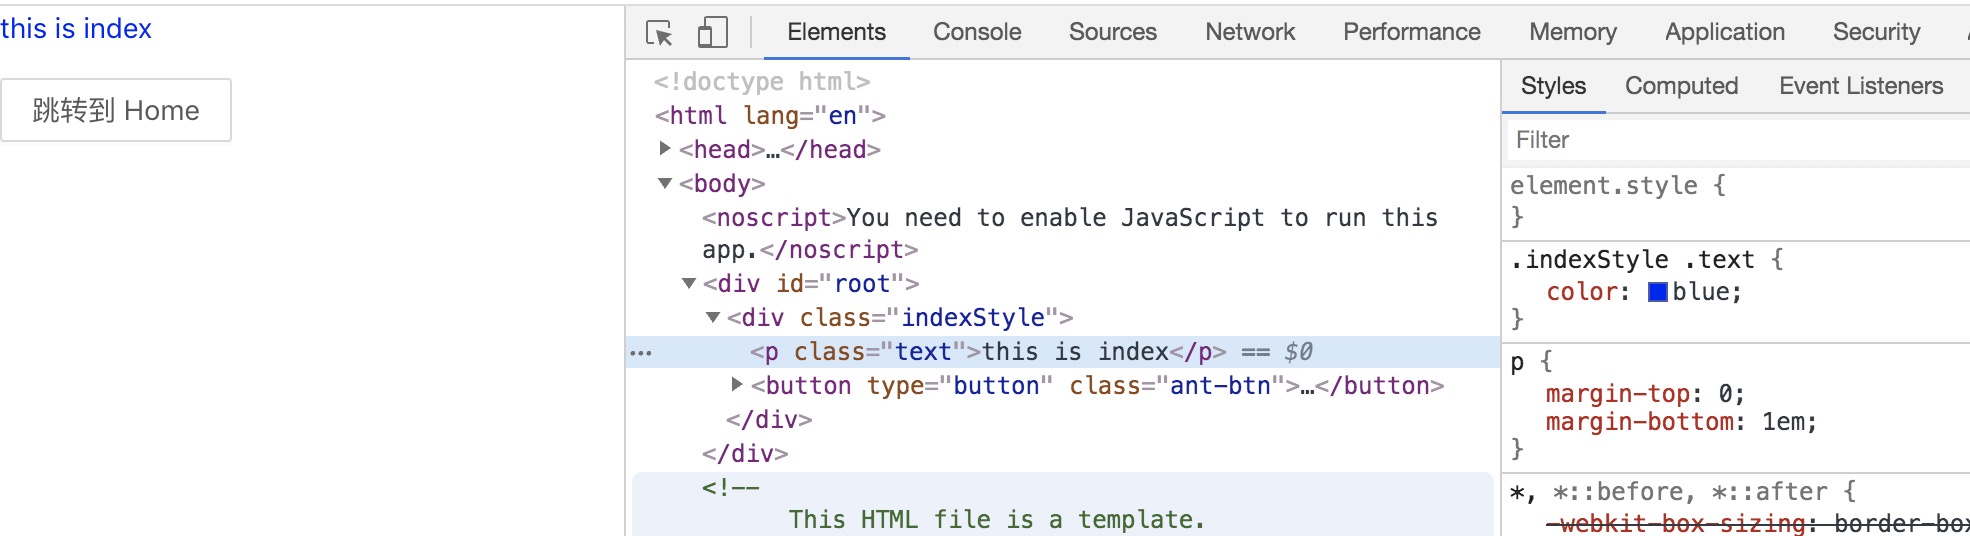 this is index
跳转到 Home
Elements Console Sources Network Performance Memory Application Security
<!doctype html>
<html lang="en">
<head>…</head>
<body>
<noscript>You need to enable JavaScript to run this
app.</noscript>
<div id="root">
<div class="indexStyle">
<p class="text">this is index</p> == $0
<button type="button" class="ant-btn">…</button>
</div>
</div>
<!--
This HTML file is a template.
Styles Computed Event Listeners
Filter
element.style {
}
.indexStyle .text {
color: blue;
}
p {
margin-top: 0;
margin-bottom: 1em;
}
*, *::before, *::after {
-webkit-box-sizing: border-box